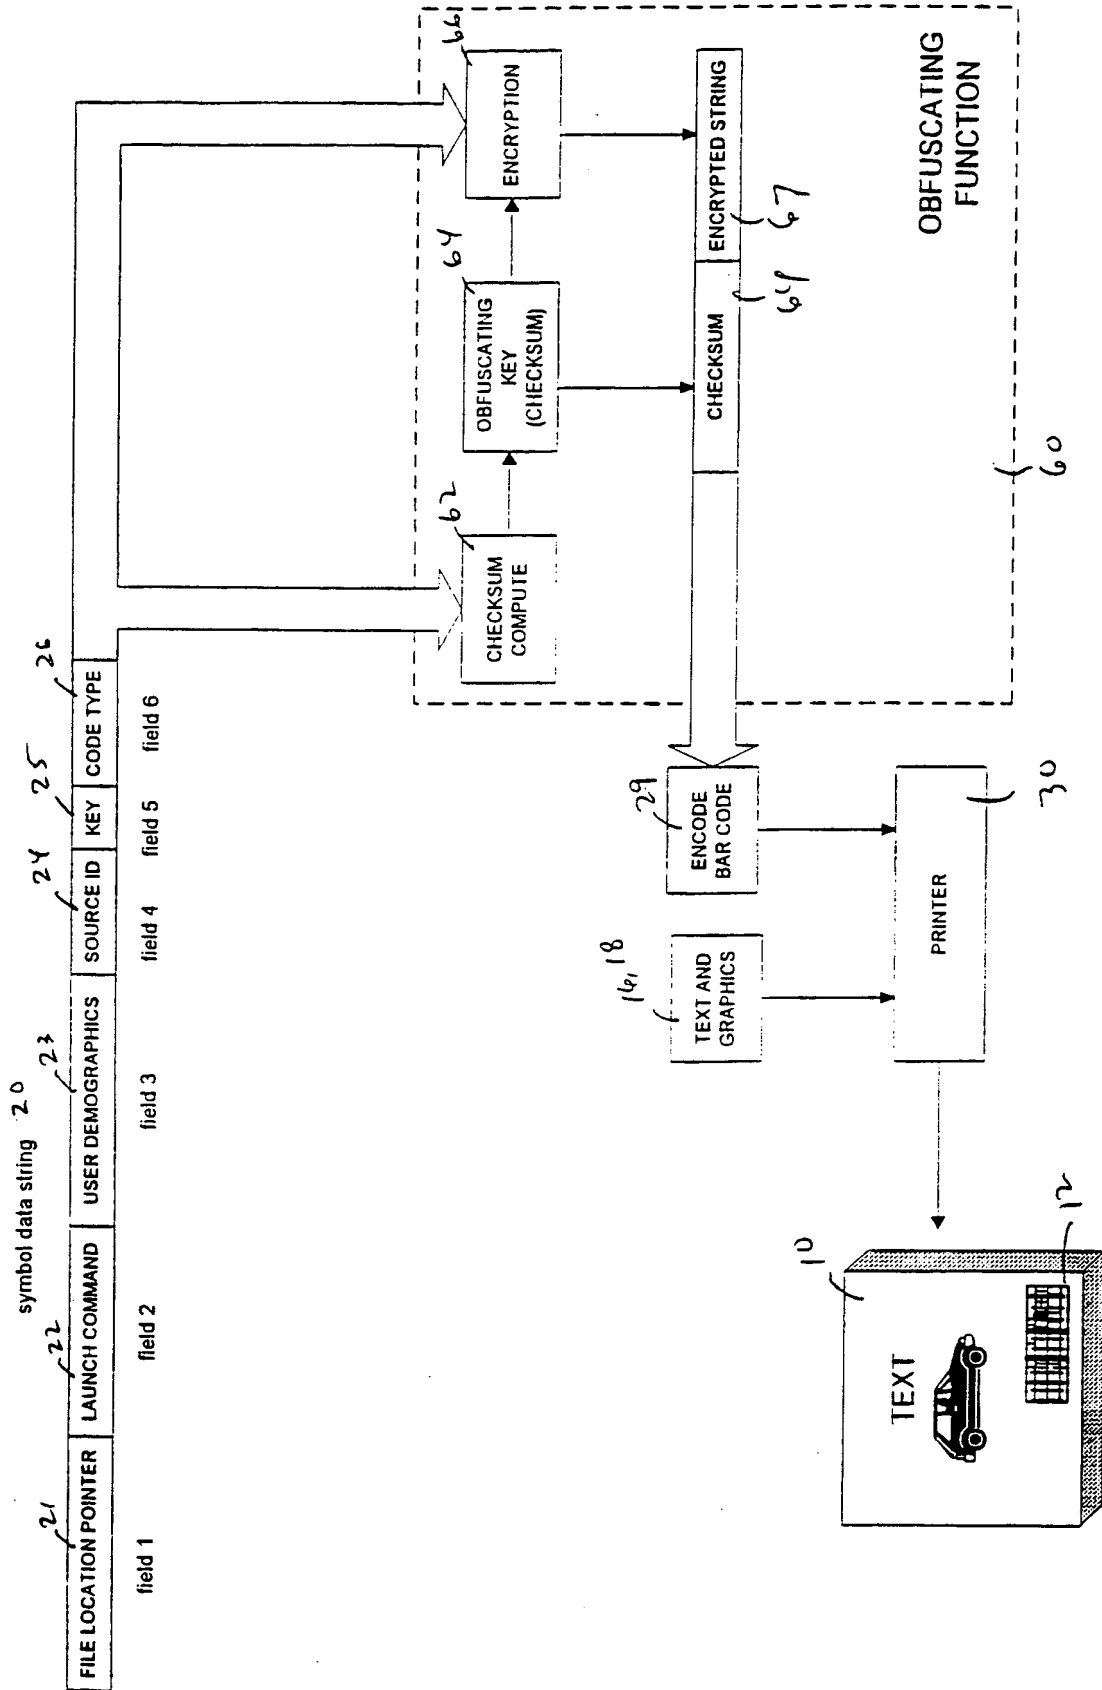 symbol data string 20
21 22 23 24 25 26
FILE LOCATION POINTER LAUNCH COMMAND USER DEMOGRAPHICS SOURCE ID KEY CODE TYPE
field 1 field 2 field 3 field 4 field 5 field 6
62 64 66
CHECKSUM
COMPUTE
OBFUSCATING
KEY
(CHECKSUM)
ENCRYPTION
CHECKSUM ENCRYPTED STRING
64 67
OBFUSCATING
FUNCTION
60
16, 18
TEXT AND
GRAPHICS
29
ENCODE
BAR CODE
PRINTER
30
10
TEXT
12